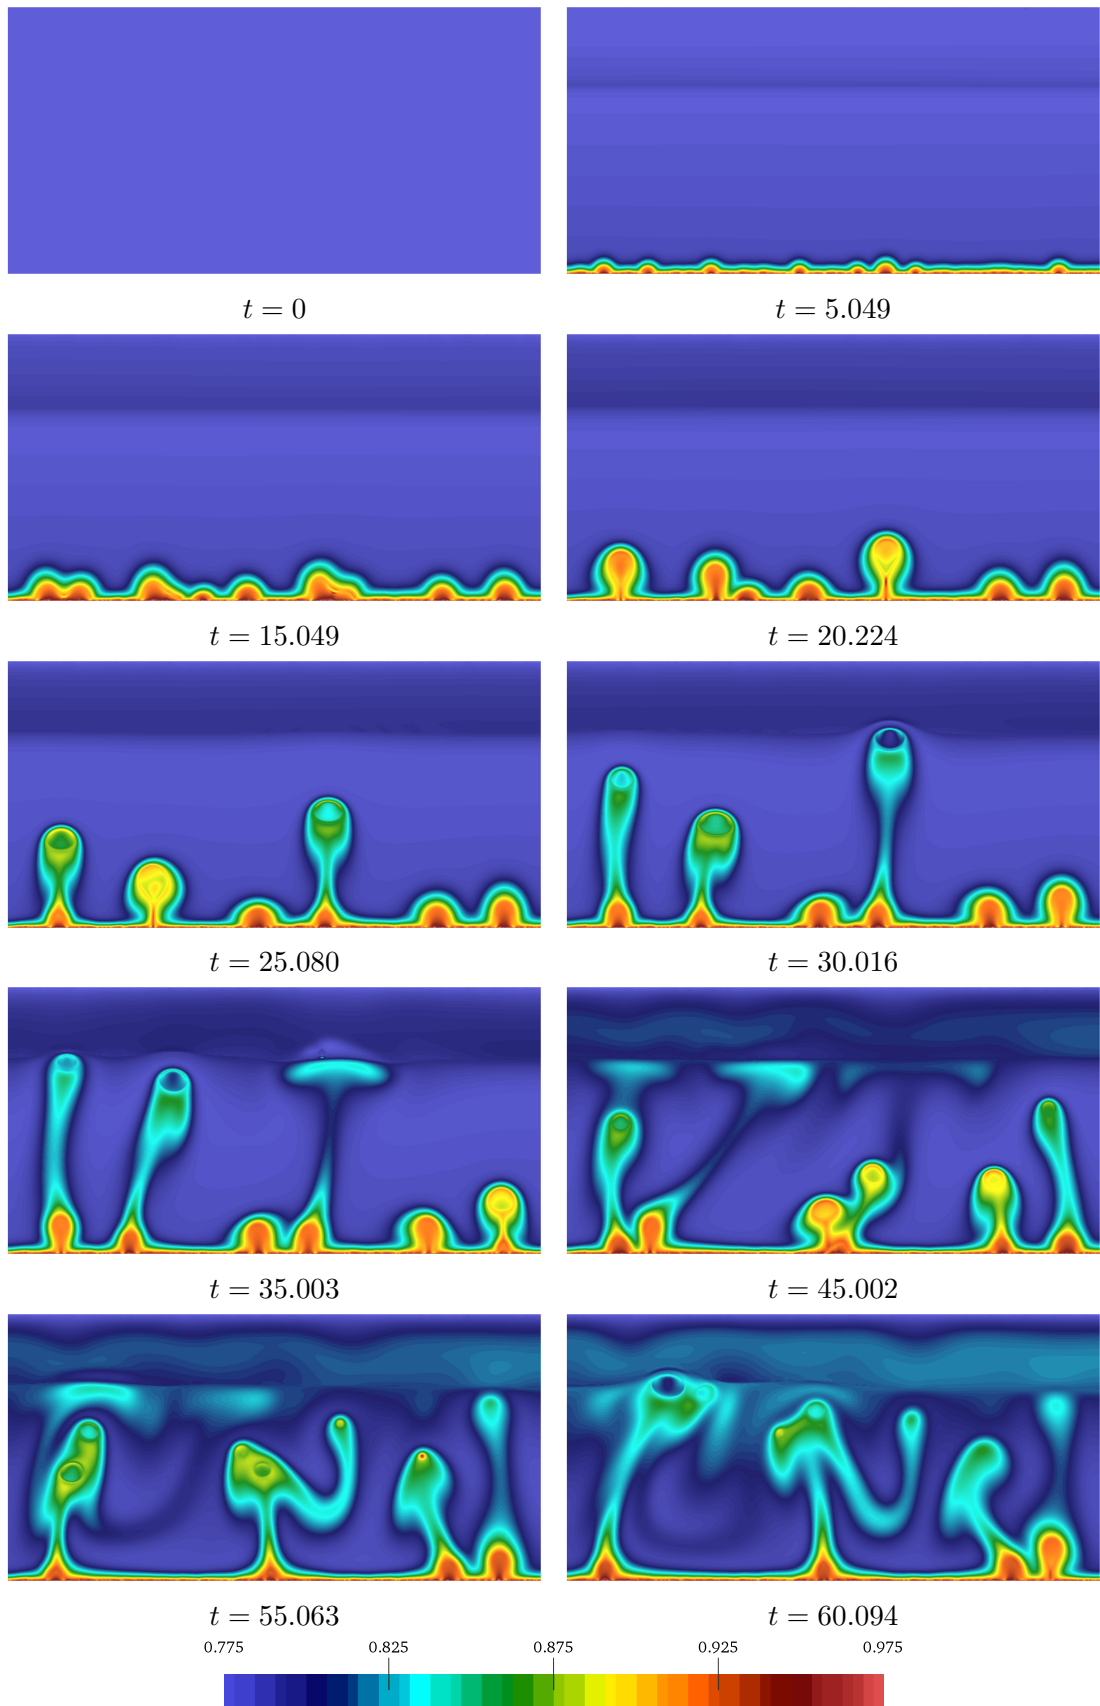 t = 0
t = 5.049
t = 15.049
t = 20.224
t = 25.080
t = 30.016
t = 35.003
t = 45.002
t = 55.063
t = 60.094
0.775 0.825 0.875 0.925 0.975